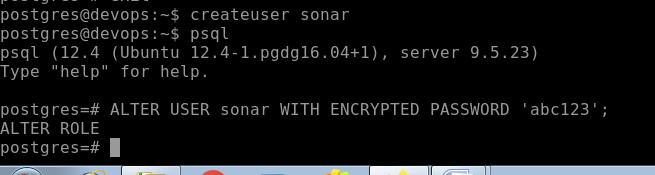 postgres@devops:~$ createuser sonar
postgres@devops:~$ psql
psql (12.4 (Ubuntu 12.4-1.pgdg16.04+1), server 9.5.23)
Type "help" for help.
postgres=# ALTER USER sonar WITH ENCRYPTED PASSWORD 'abc123';
ALTER ROLE
postgres=#